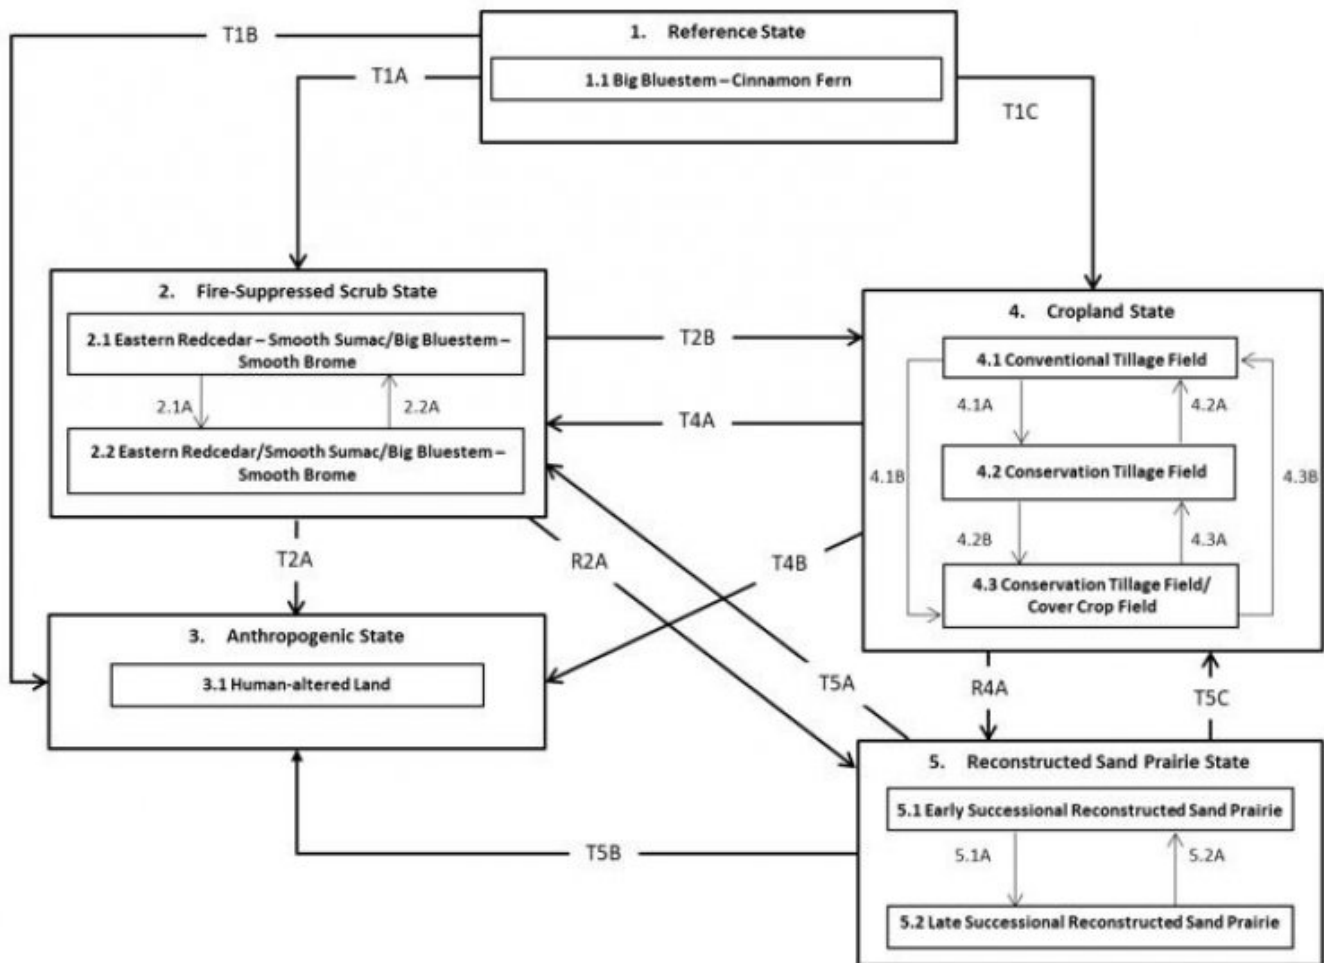 T1B
1. Reference State
T1A
1.1 Big Bluestem – Cinnamon Fern
T1C
2. Fire-Suppressed Scrub State
2.1 Eastern Redcedar – Smooth Sumac/Big Bluestem –
Smooth Brome
2.1A
2.2A
2.2 Eastern Redcedar/Smooth Sumac/Big Bluestem –
Smooth Brome
T2B
T4A
4. Cropland State
4.1 Conventional Tillage Field
4.1A
4.2A
4.1B
4.2 Conservation Tillage Field
4.3B
4.2B
4.3A
4.3 Conservation Tillage Field/
Cover Crop Field
T2A
R2A
T4B
3. Anthropogenic State
3.1 Human-altered Land
T5A
R4A
T5C
5. Reconstructed Sand Prairie State
5.1 Early Successional Reconstructed Sand Prairie
T5B
5.1A
5.2A
5.2 Late Successional Reconstructed Sand Prairie